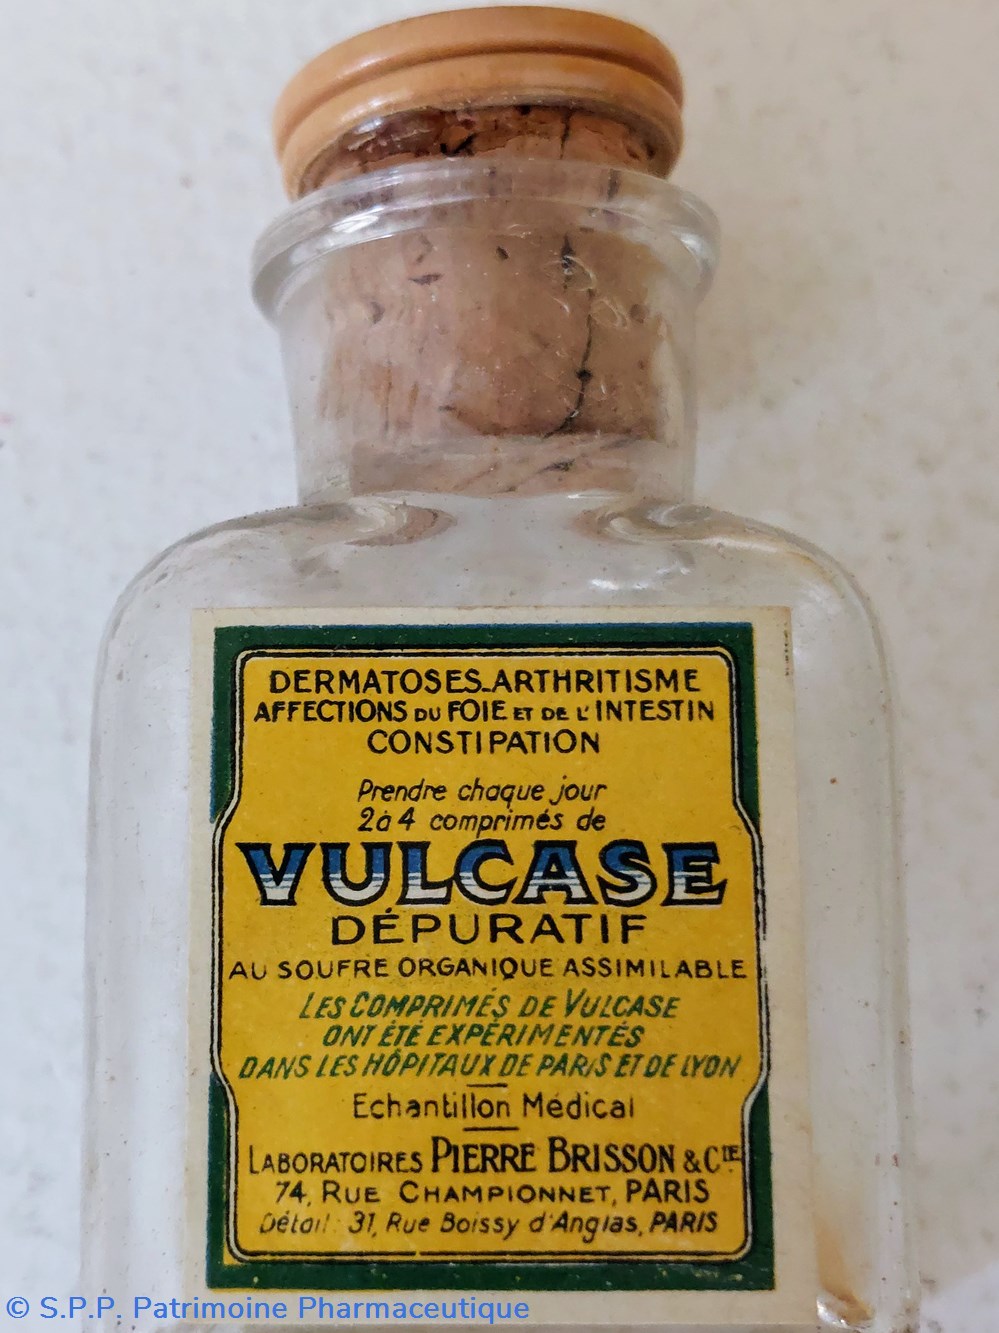 DERMATOSES_ARTHRITISME
AFFECTIONS DU FOIE ET DE L'INTESTIN
CONSTIPATION
Prendre chaque jour
2à4 comprimés de
VULCASE
DÉPURATIF
AU SOUFRE ORGANIQUE ASSIMILABLE
LES COMPRIMÉS DE VULCASE
ONT ÉTÉ EXPÉRIMENTÉS
DANS LES HÔPITAUX DE PARIS ET DE LYON
Echantillon Médical
LABORATOIRES PIERRE BRISSON & CIE
74, RUE CHAMPIONNET, PARIS
Détail: 31, Rue Boissy d'Anglas, PARIS
© S.P.P. Patrimoine Pharmaceutique